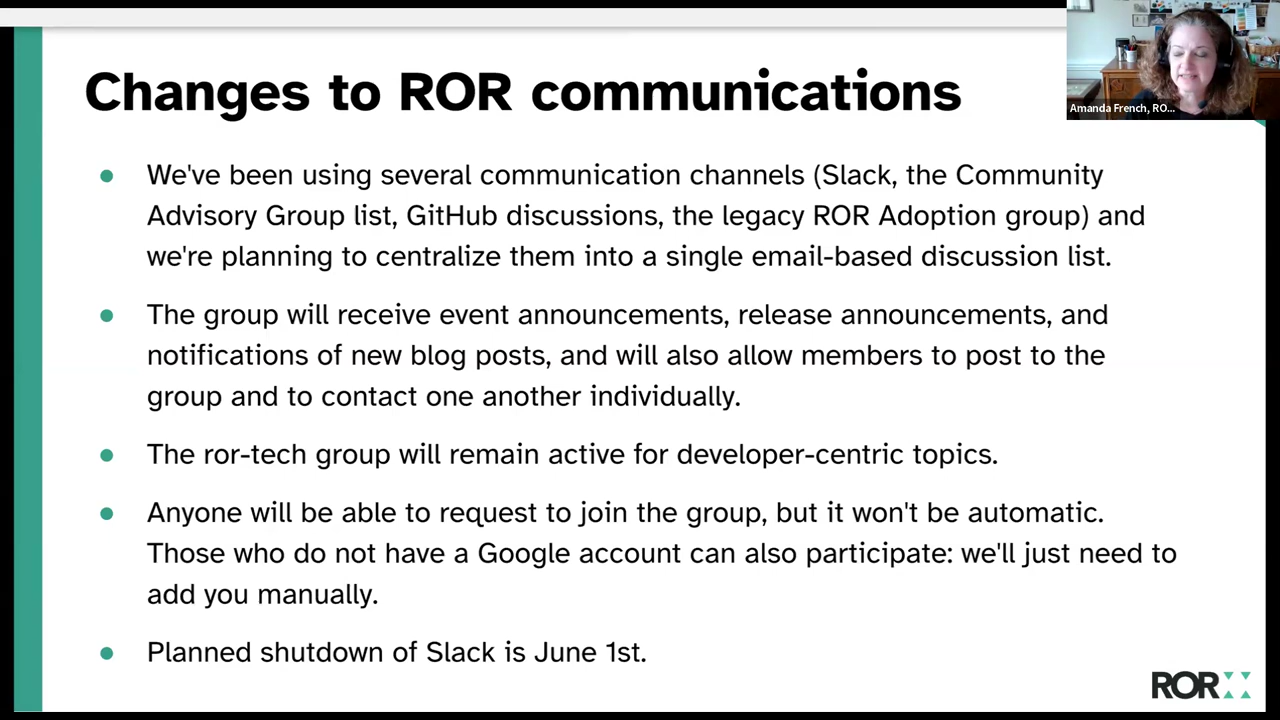 Changes to ROR communications
Amanda French, RO...
● We've been using several communication channels (Slack, the Community
Advisory Group list, GitHub discussions, the legacy ROR Adoption group) and
we're planning to centralize them into a single email-based discussion list.
● The group will receive event announcements, release announcements, and
notifications of new blog posts, and will also allow members to post to the
group and to contact one another individually.
● The ror-tech group will remain active for developer-centric topics.
● Anyone will be able to request to join the group, but it won't be automatic.
Those who do not have a Google account can also participate: we'll just need to
add you manually.
● Planned shutdown of Slack is June 1st.
ROR